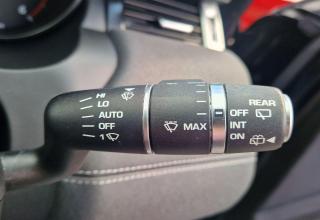 HI
LO
AUTO
OFF
1
MAX
REAR
OFF
INT
ON